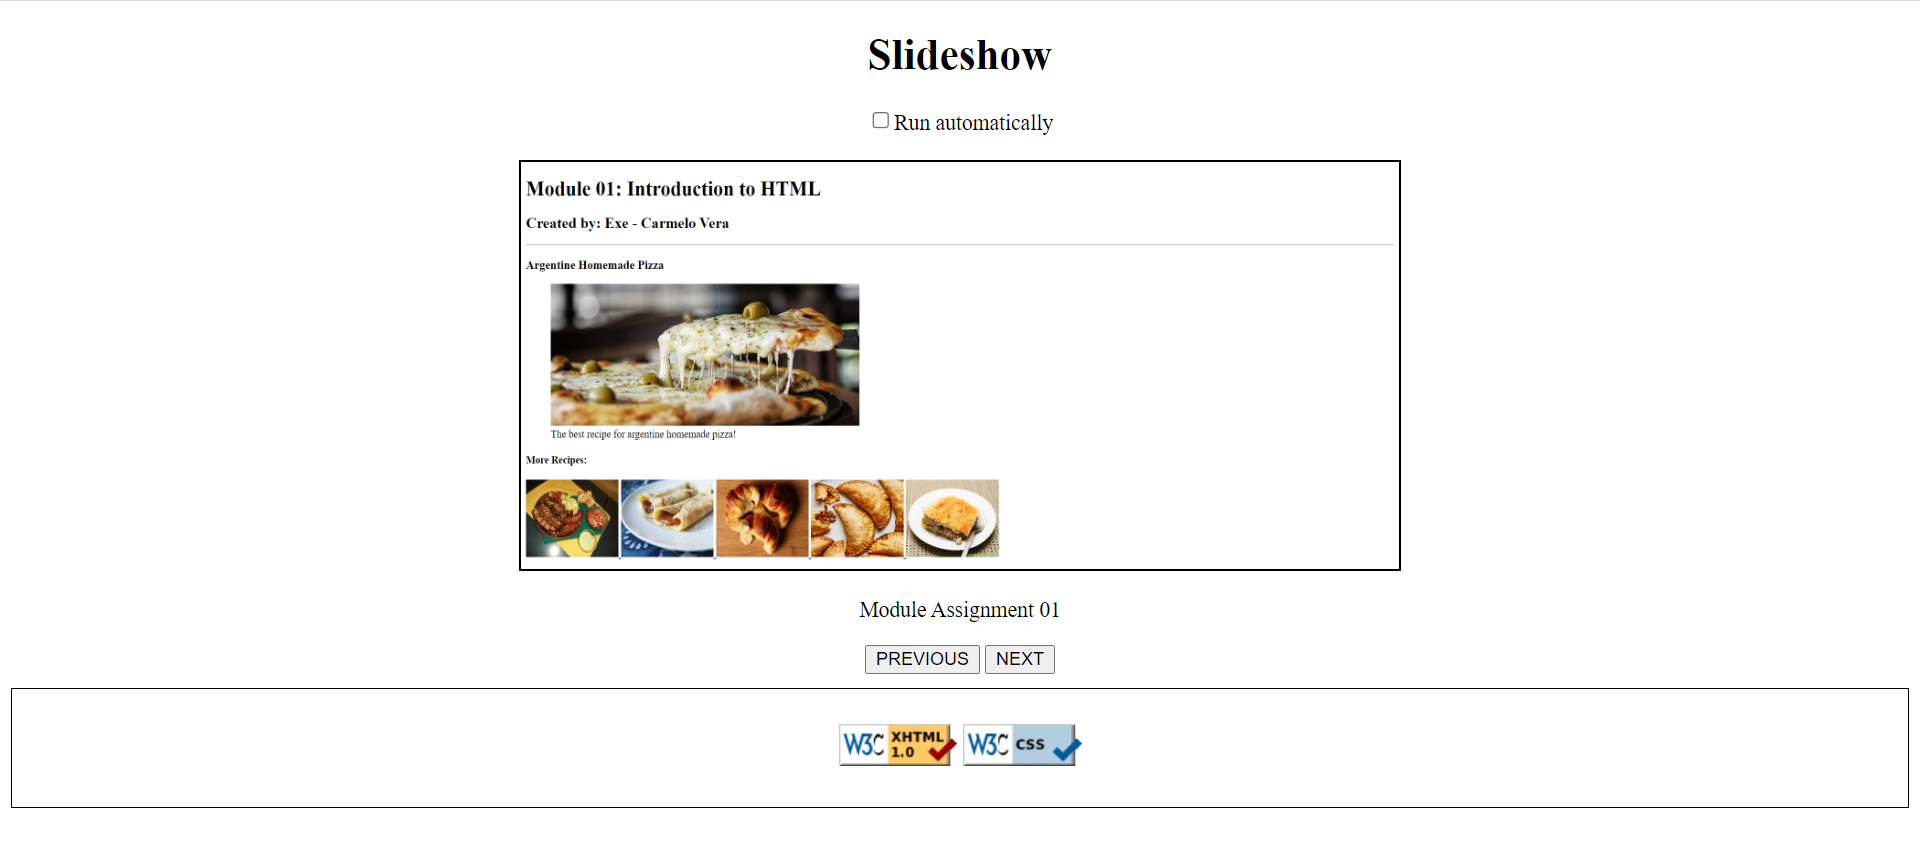 Slideshow
Run automatically
Module 01: Introduction to HTML
Created by: Exe - Carmelo Vera
Argentine Homemade Pizza
The best recipe for argentine homemade pizza!
More Recipes:
Module Assignment 01
PREVIOUS NEXT
W3C XHTML 1.0 W3C CSS